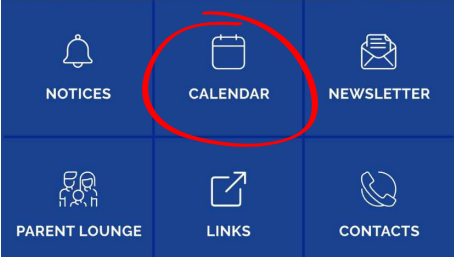 NOTICES
CALENDAR
NEWSLETTER
PARENT LOUNGE
LINKS
CONTACTS